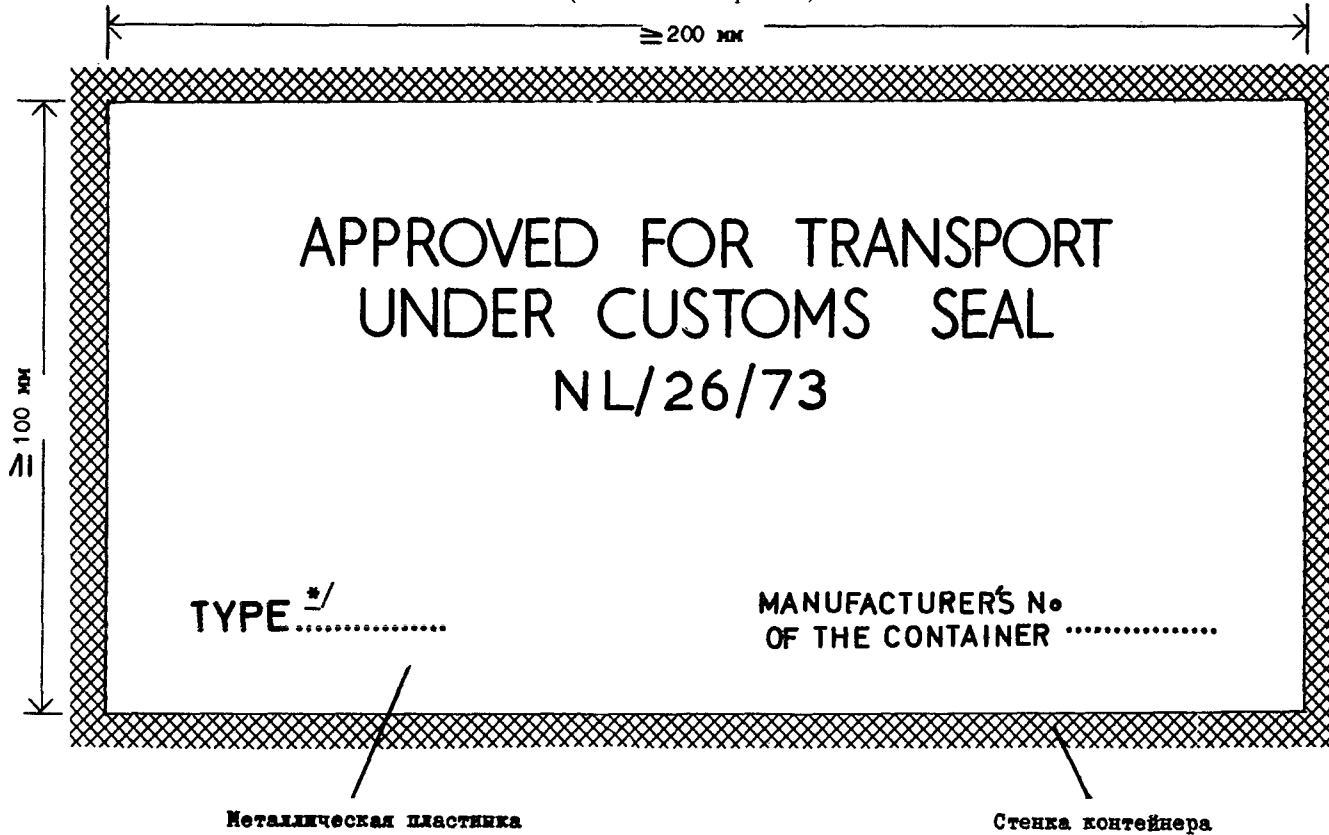 ≧200 мм
≧100 мм
APPROVED FOR TRANSPORT
UNDER CUSTOMS SEAL
NL/26/73
TYPE */ ...............
MANUFACTURER'S No
OF THE CONTAINER ................
Металлическая пластинка
Стенка контейнера